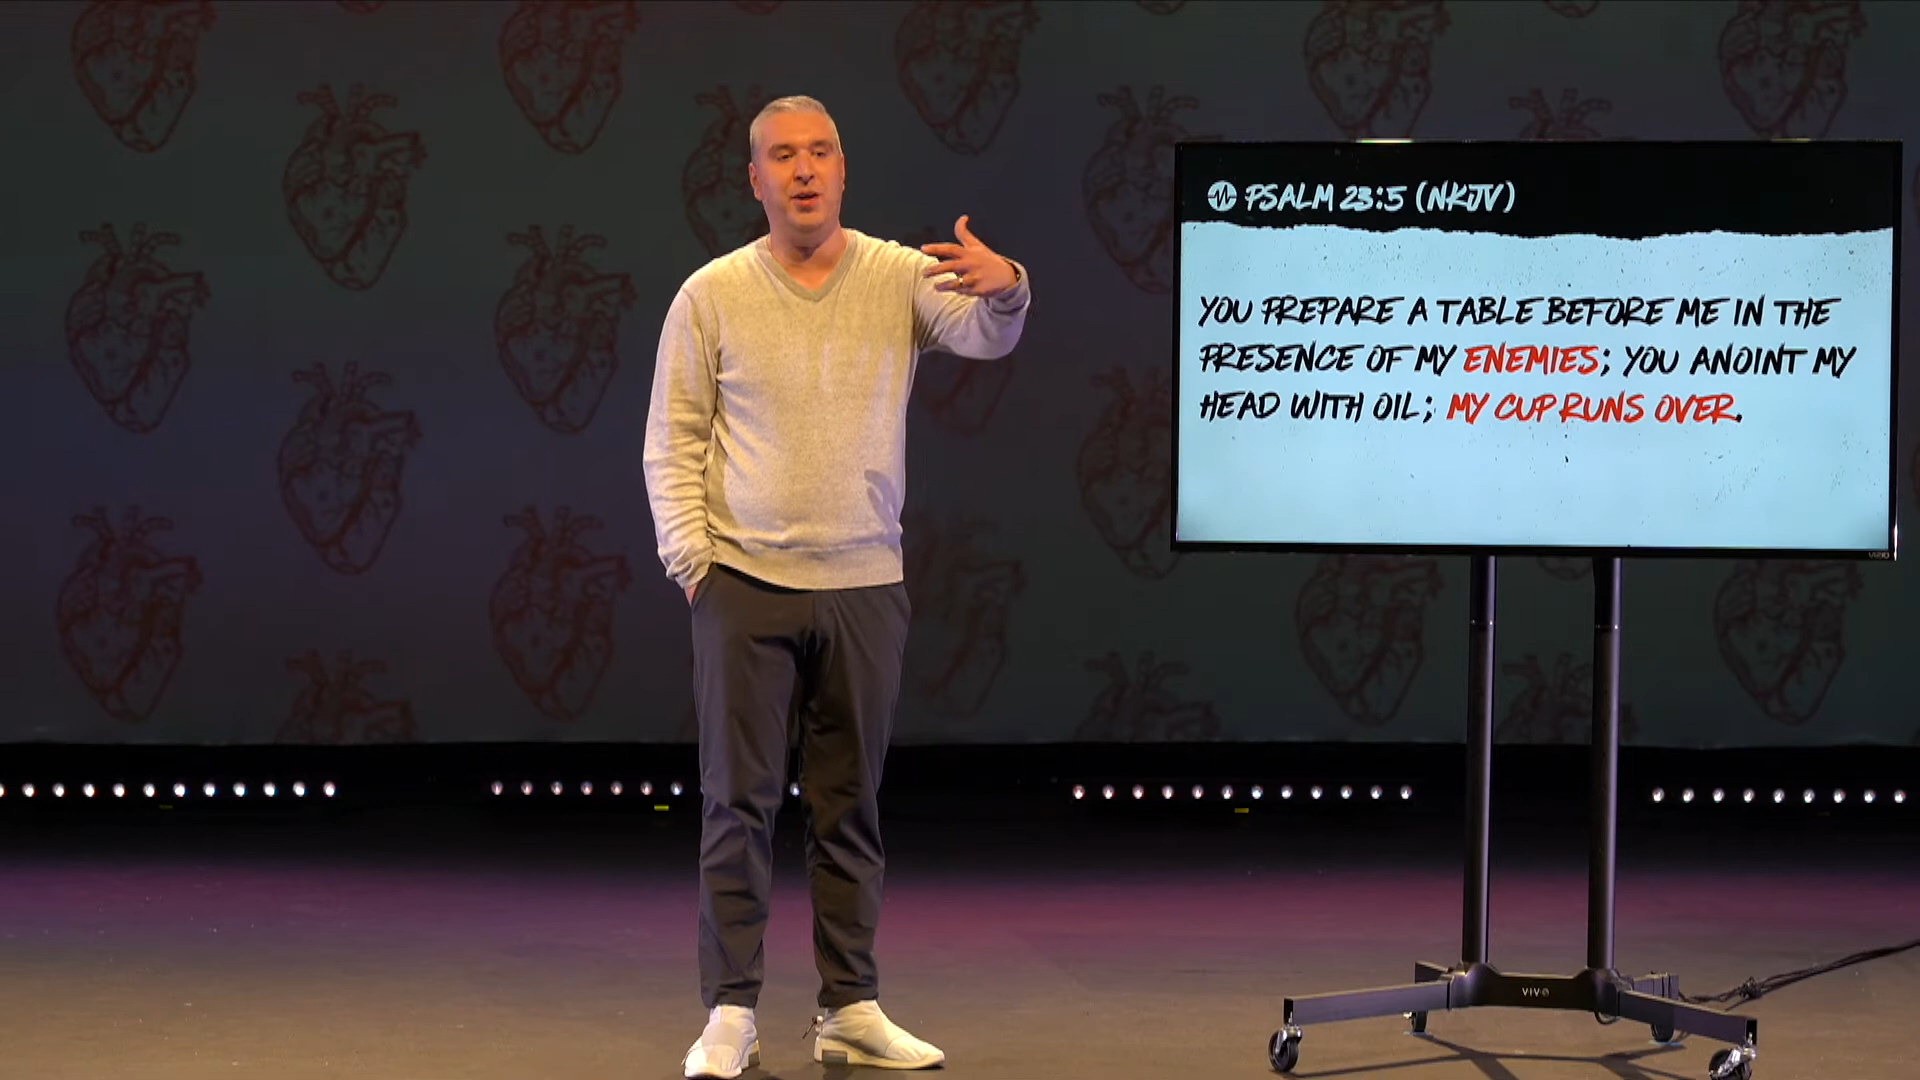 PSALM 23:5 (NKJV)
YOU PREPARE A TABLE BEFORE ME IN THE
PRESENCE OF MY ENEMIES; YOU ANOINT MY
HEAD WITH OIL; MY CUP RUNS OVER.
VIZIO
VIVO